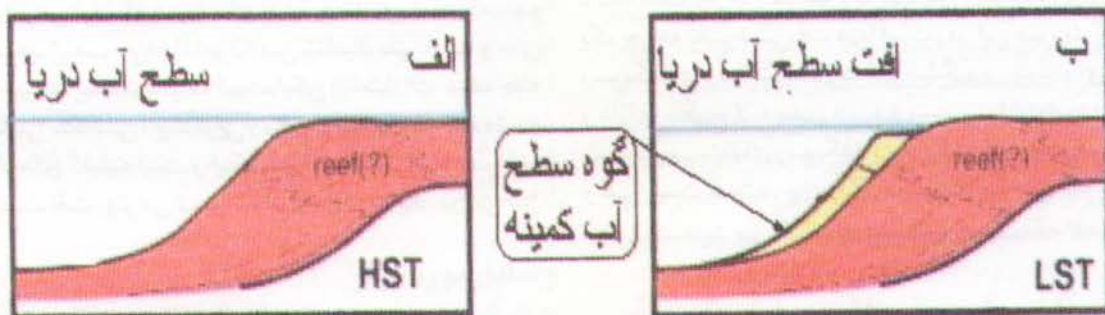 الف
سطح آب دریا
reef(?)
HST
ب
افت سطح آب دریا
گوه سطح
آب کمینه
reef(?)
LST